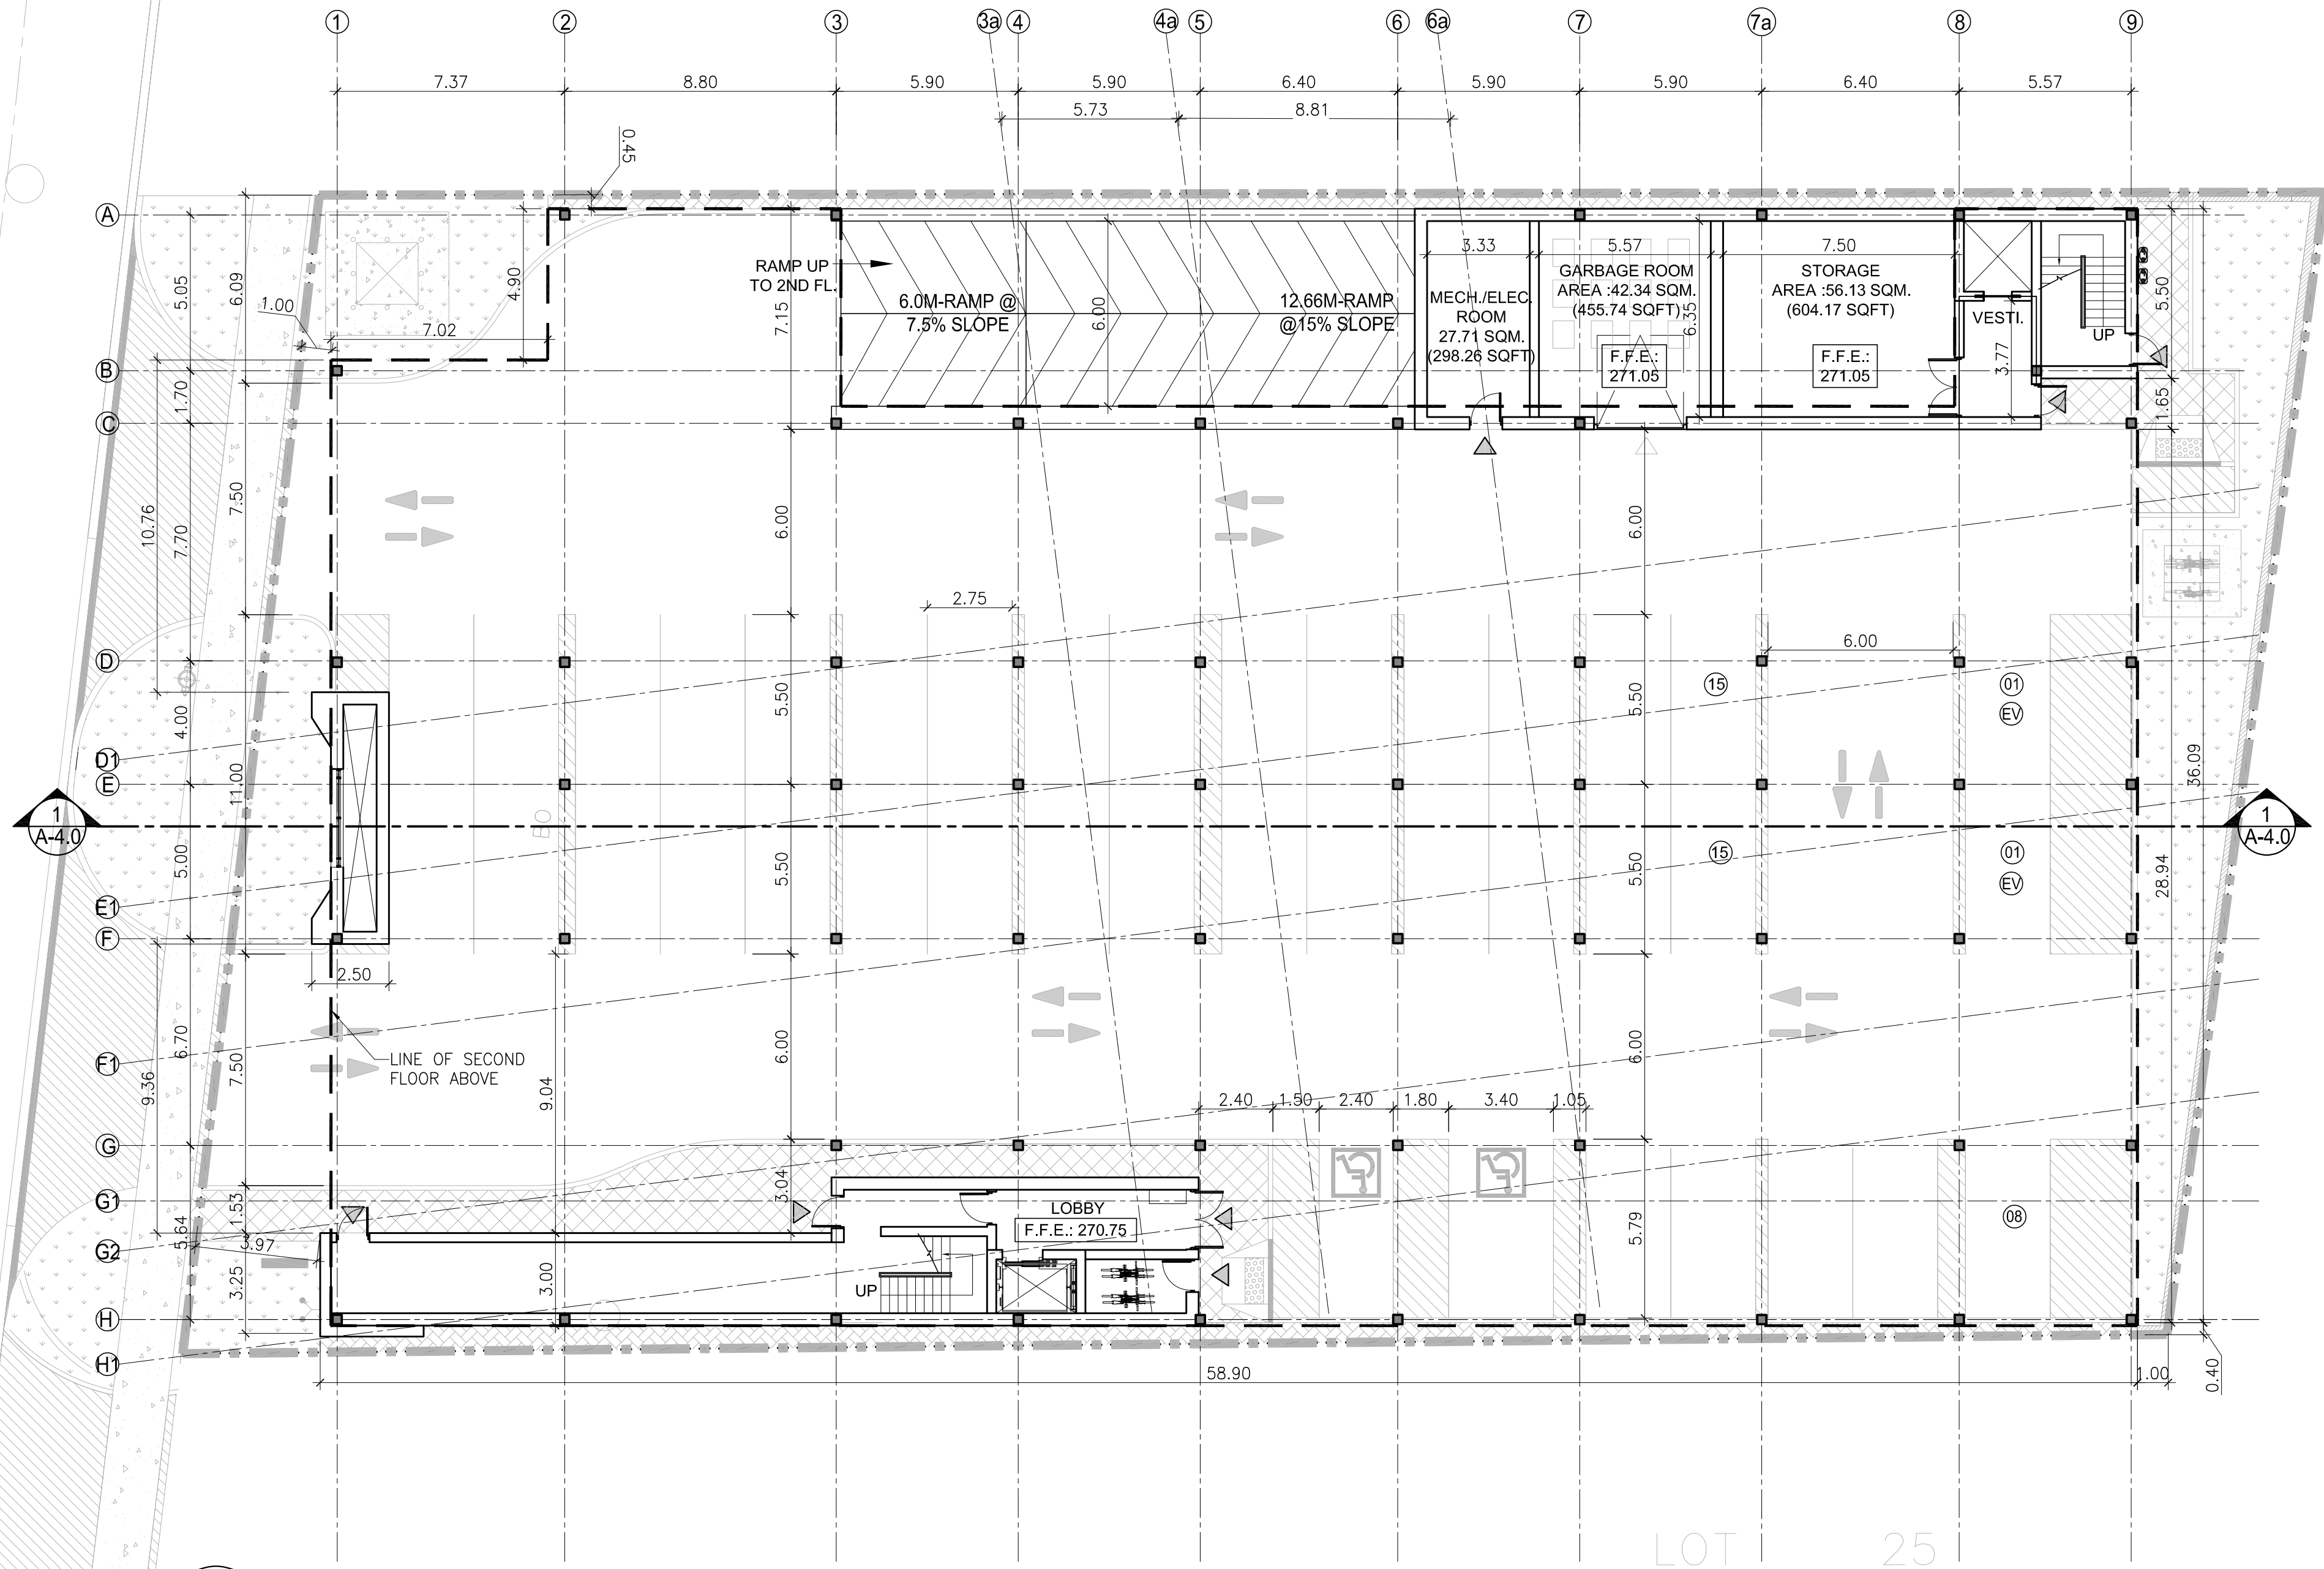 1 2 3 3a 4 4a 5 6 6a 7 7a 8 9
7.37 8.80 5.90 5.90 6.40 5.90 5.90 6.40 5.57
5.73 8.81
0.45
A
B
C
D
D1
E
E1
F
F1
G
G1
G2
H
H1
5.05
1.70
7.70
4.00
5.00
6.70
5.64
6.09
7.50
11.00
7.50
1.53
3.25
10.76
9.36
1.00
7.02
4.90
7.15
RAMP UP
TO 2ND FL.
6.0M-RAMP @
7.5% SLOPE
6.00
12.66M-RAMP
@15% SLOPE
3.33
MECH./ELEC.
ROOM
27.71 SQM.
(298.26 SQFT)
5.57
GARBAGE ROOM
AREA :42.34 SQM.
(455.74 SQFT)
F.F.E.:
271.05
6.35
7.50
STORAGE
AREA :56.13 SQM.
(604.17 SQFT)
F.F.E.:
271.05
VESTI.
3.77
UP
5.50
1.65
6.00
6.00
2.75
5.50
5.50
6.00
15
01
EV
5.50
5.50
15
01
EV
36.09
28.94
1
A-4.0
1
A-4.0
2.50
LINE OF SECOND
FLOOR ABOVE
9.04
6.00
6.00
2.40 1.50 2.40 1.80 3.40 1.05
3.04
3.97
3.00
LOBBY
F.F.E.: 270.75
UP
5.79
08
58.90
1.00
0.40
LOT 25